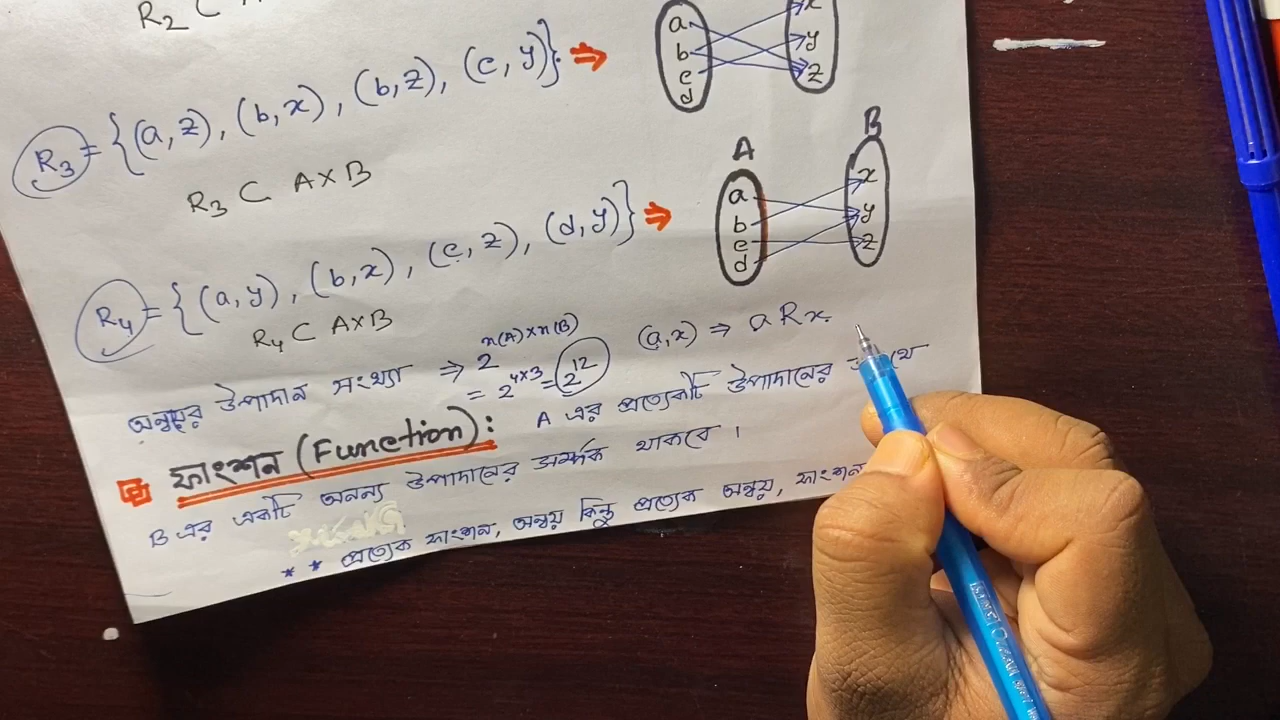 R₂ ⊂ A
R₃ = {(a, z), (b, x), (b, z), (c, y)} ⇒
a b c d
x y z
R₃ ⊂ A×B
A B
a b c d
x y z
R₄ = {(a, y), (b, x), (c, z), (d, y)} ⇒
R₄ ⊂ A×B
অন্বয়ের উপাদান সংখ্যা ⇒ 2^{n(A)×n(B)} (a,x) ⇒ a R x.
= 2^{4×3} = 2^{12}
ফাংশন (Function): A এর প্রত্যেকটি উপাদানের
B এর একটি অনন্য উপাদানের সম্পর্ক থাকবে ।
** প্রত্যেক ফাংশন, অন্বয় কিন্তু প্রত্যেক অন্বয়, ফাংশন